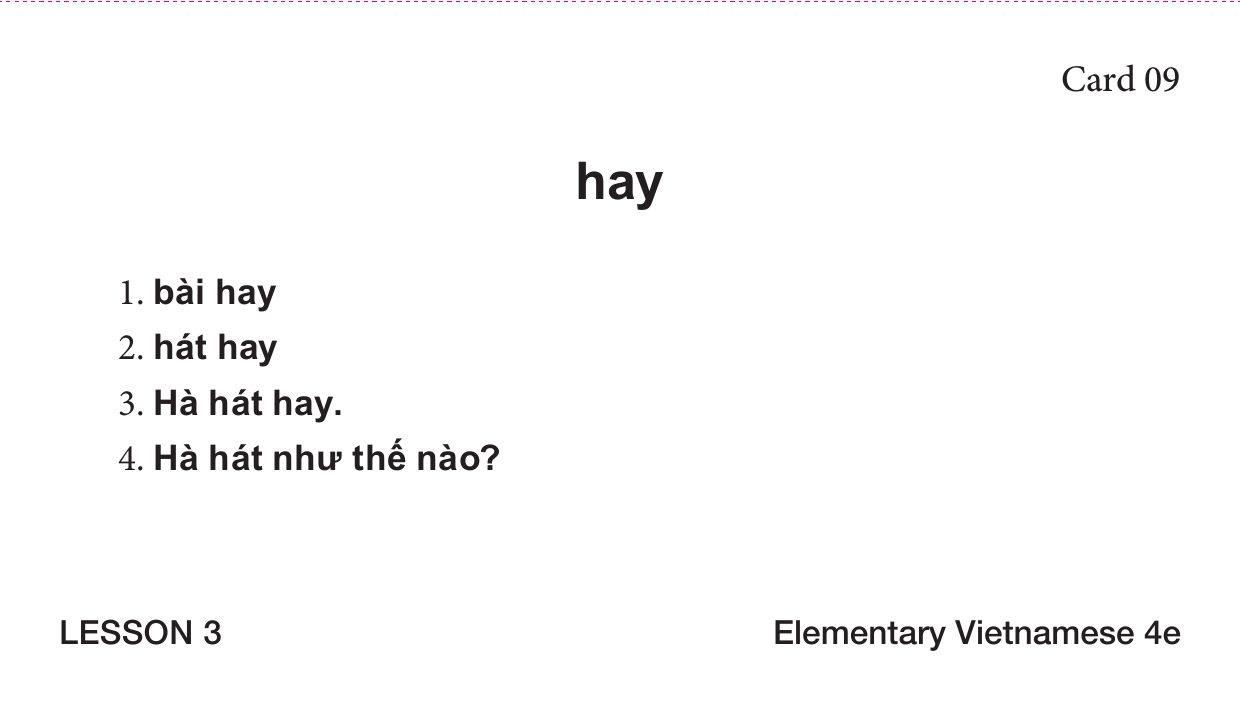 Card 09
hay
1. bài hay
2. hát hay
3. Hà hát hay.
4. Hà hát như thế nào?
LESSON 3
Elementary Vietnamese 4e